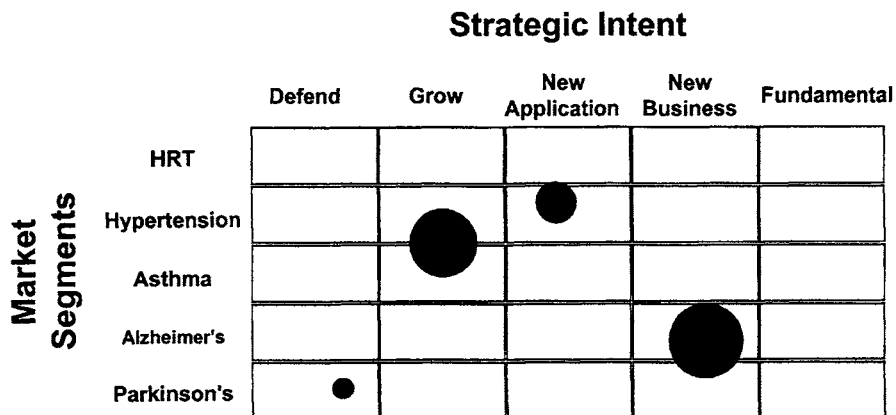 Strategic Intent
Defend
Grow
New
Application
New
Business
Fundamental
Market
Segments
HRT
Hypertension
Asthma
Alzheimer's
Parkinson's